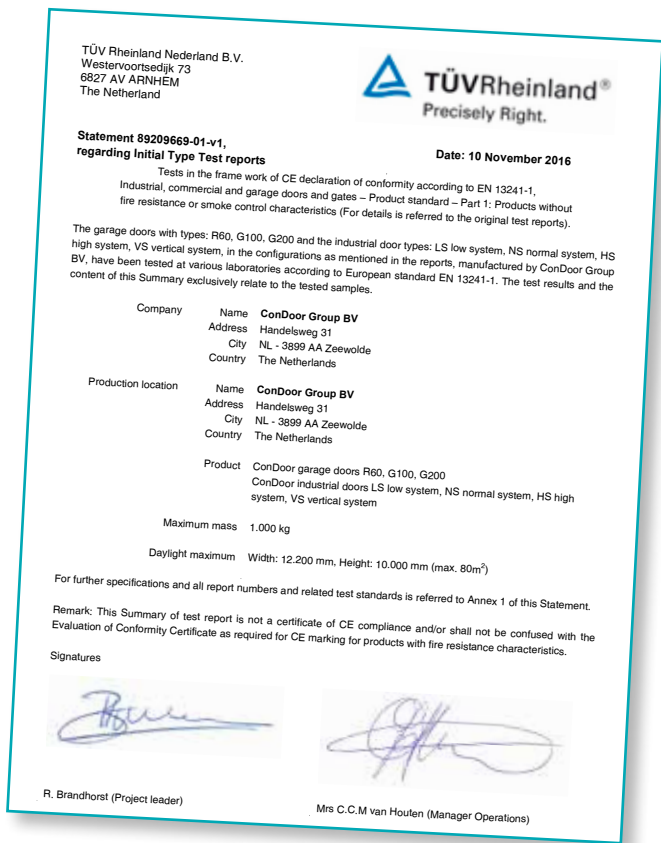 TÜV Rheinland Nederland B.V.
Westervoortsedijk 73
6827 AV ARNHEM
The Netherland
TÜVRheinland®
Precisely Right.
Statement 89209669-01-v1,
regarding Initial Type Test reports
Date: 10 November 2016
Tests in the frame work of CE declaration of conformity according to EN 13241-1,
Industrial, commercial and garage doors and gates – Product standard – Part 1: Products without
fire resistance or smoke control characteristics (For details is referred to the original test reports).
The garage doors with types: R60, G100, G200 and the industrial door types: LS low system, NS normal system, HS
high system, VS vertical system, in the configurations as mentioned in the reports, manufactured by ConDoor Group
BV, have been tested at various laboratories according to European standard EN 13241-1. The test results and the
content of this Summary exclusively relate to the tested samples.
Company Name ConDoor Group BV
Address Handelsweg 31
City NL - 3899 AA Zeewolde
Country The Netherlands
Production location Name ConDoor Group BV
Address Handelsweg 31
City NL - 3899 AA Zeewolde
Country The Netherlands
Product ConDoor garage doors R60, G100, G200
ConDoor industrial doors LS low system, NS normal system, HS high
system, VS vertical system
Maximum mass 1.000 kg
Daylight maximum Width: 12.200 mm, Height: 10.000 mm (max. 80m²)
For further specifications and all report numbers and related test standards is referred to Annex 1 of this Statement.
Remark: This Summary of test report is not a certificate of CE compliance and/or shall not be confused with the
Evaluation of Conformity Certificate as required for CE marking for products with fire resistance characteristics.
Signatures
R. Brandhorst (Project leader)
Mrs C.C.M van Houten (Manager Operations)